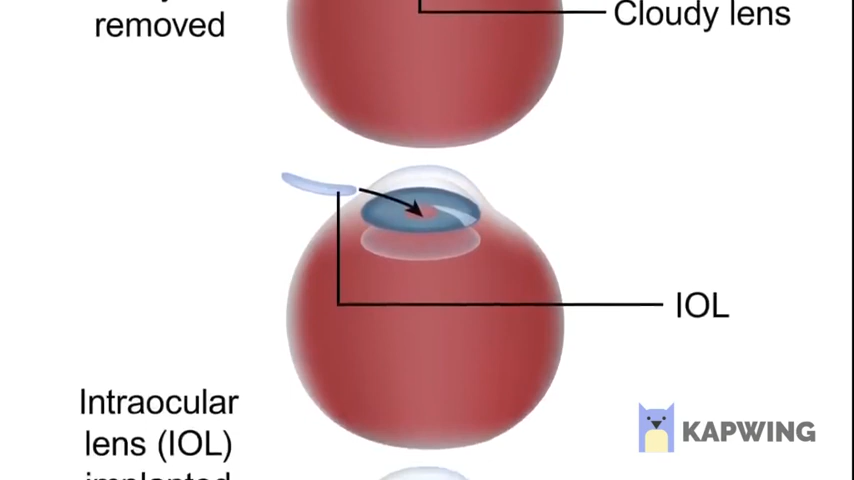 removed
Cloudy lens
IOL
Intraocular
lens (IOL)
implanted
KAPWING